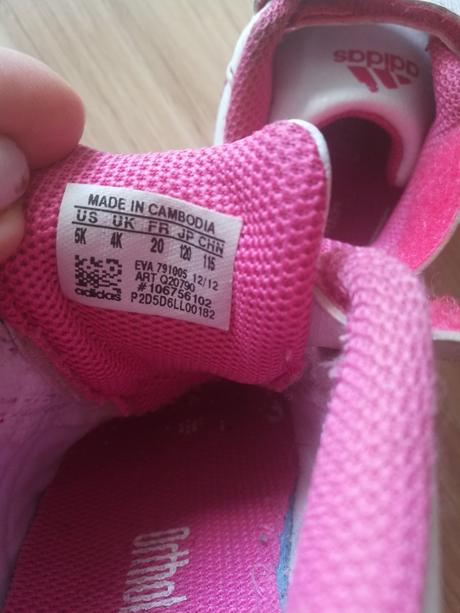 adidas
MADE IN CAMBODIA
US UK FR JP CHN
5K 4K 20 120 115
EVA 791005 12/12
ART Q20790
# 106756102
P2D5D6LL00182
adidas